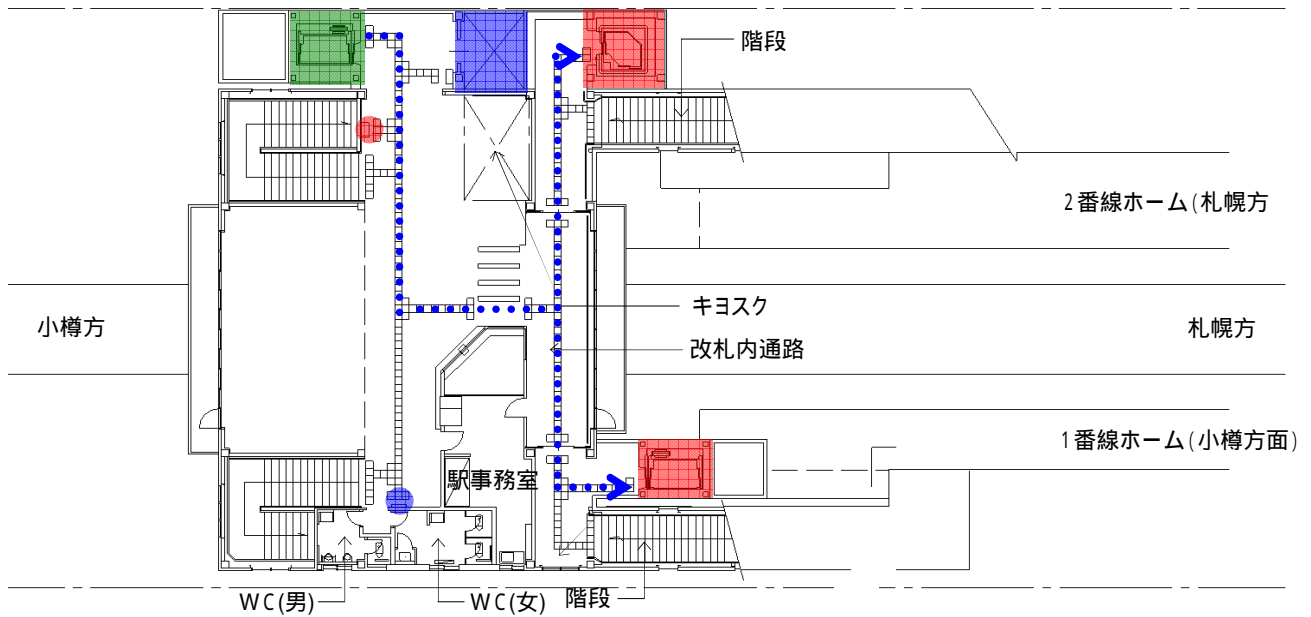 階段
2番線ホーム(札幌方
キヨスク
小樽方
札幌方
改札内通路
1番線ホーム(小樽方面)
駅事務室
WC(男)
WC(女)
階段